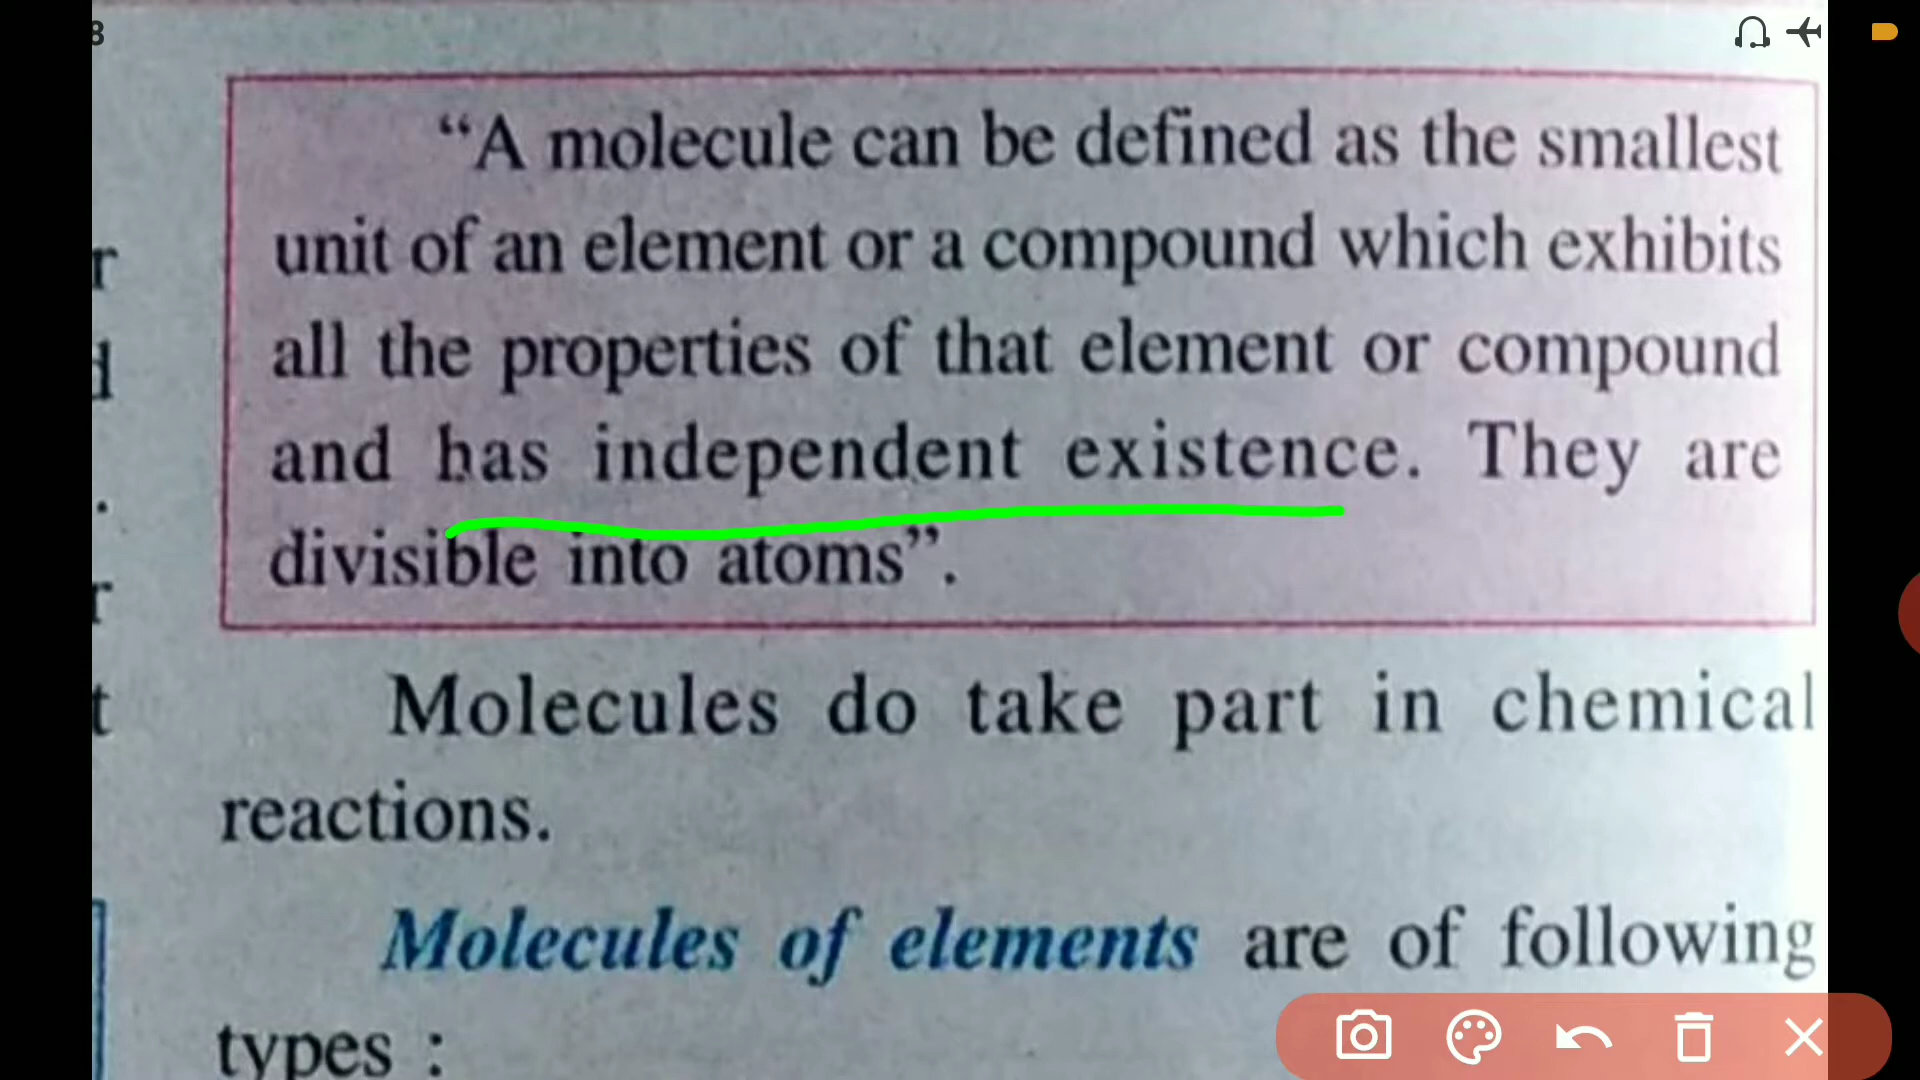 8
r
d
.
r
t
“A molecule can be defined as the smallest
unit of an element or a compound which exhibits
all the properties of that element or compound
and has independent existence. They are
divisible into atoms”.
Molecules do take part in chemical
reactions.
Molecules of elements are of following
types :